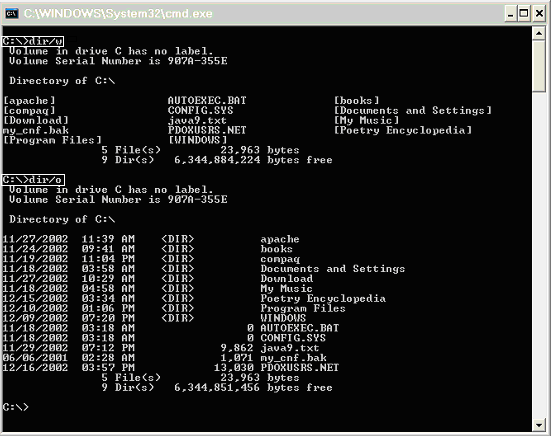 C:\WINDOWS\System32\cmd.exe
C:\>dir/w
Volume in drive C has no label.
Volume Serial Number is 907A-355E
Directory of C:\
[apache] AUTOEXEC.BAT [books]
[compaq] CONFIG.SYS [Documents and Settings]
[Download] java9.txt [My Music]
my_cnf.bak PDOXUSRS.NET [Poetry Encyclopedia]
[Program Files] [WINDOWS]
5 File(s) 23,963 bytes
9 Dir(s) 6,344,884,224 bytes free
C:\>dir/o
Volume in drive C has no label.
Volume Serial Number is 907A-355E
Directory of C:\
11/27/2002 11:39 AM <DIR> apache
11/24/2002 09:41 AM <DIR> books
11/19/2002 11:04 PM <DIR> compaq
11/18/2002 03:58 AM <DIR> Documents and Settings
11/27/2002 10:29 AM <DIR> Download
11/18/2002 04:58 AM <DIR> My Music
12/15/2002 03:34 AM <DIR> Poetry Encyclopedia
12/10/2002 01:06 PM <DIR> Program Files
12/09/2002 07:20 PM <DIR> WINDOWS
11/18/2002 03:18 AM 0 AUTOEXEC.BAT
11/18/2002 03:18 AM 0 CONFIG.SYS
11/29/2002 07:12 PM 9,862 java9.txt
06/06/2001 02:28 AM 1,071 my_cnf.bak
12/16/2002 03:57 PM 13,030 PDOXUSRS.NET
5 File(s) 23,963 bytes
9 Dir(s) 6,344,851,456 bytes free
C:\>